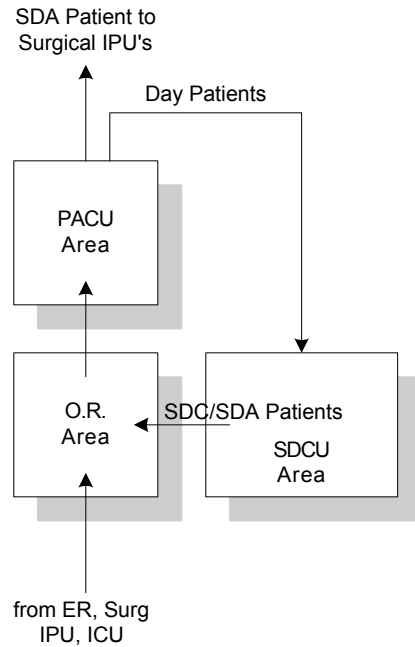 SDA Patient to
Surgical IPU's
Day Patients
PACU
Area
O.R.
Area
SDC/SDA Patients
SDCU
Area
from ER, Surg
IPU, ICU